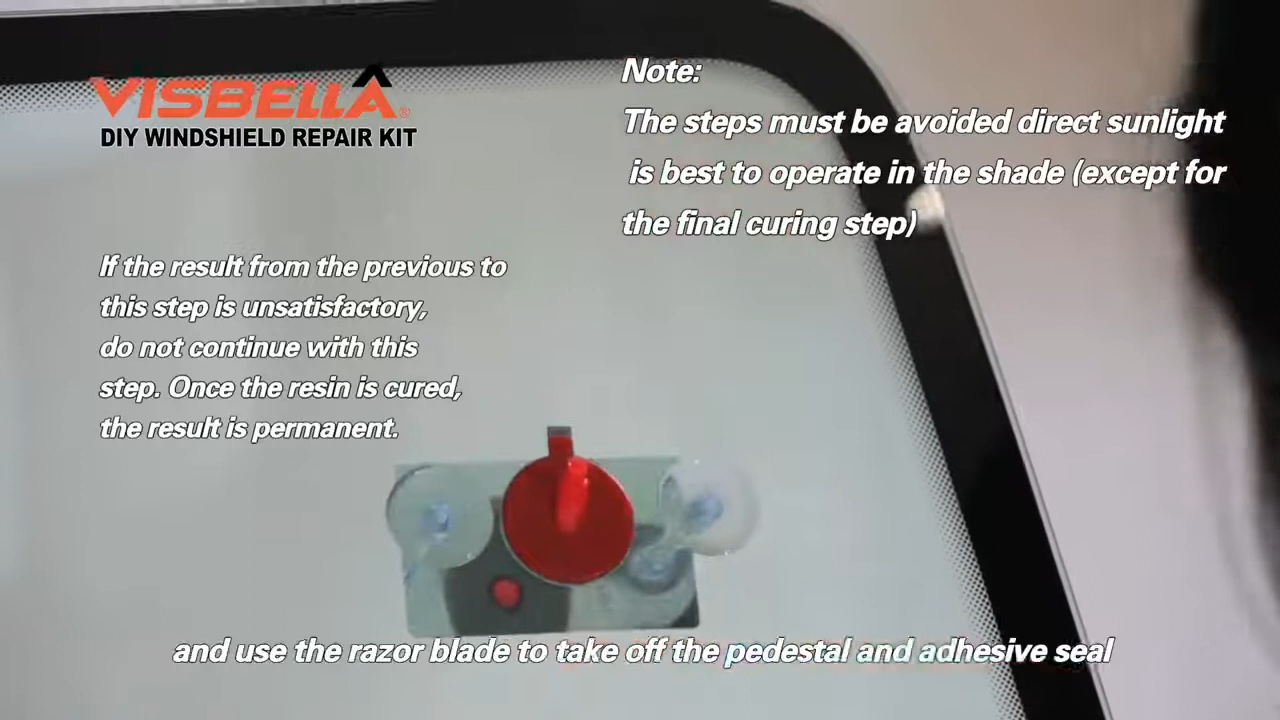 VISBELLA®
DIY WINDSHIELD REPAIR KIT
Note:
The steps must be avoided direct sunlight
is best to operate in the shade (except for
the final curing step)
If the result from the previous to
this step is unsatisfactory,
do not continue with this
step. Once the resin is cured,
the result is permanent.
and use the razor blade to take off the pedestal and adhesive seal